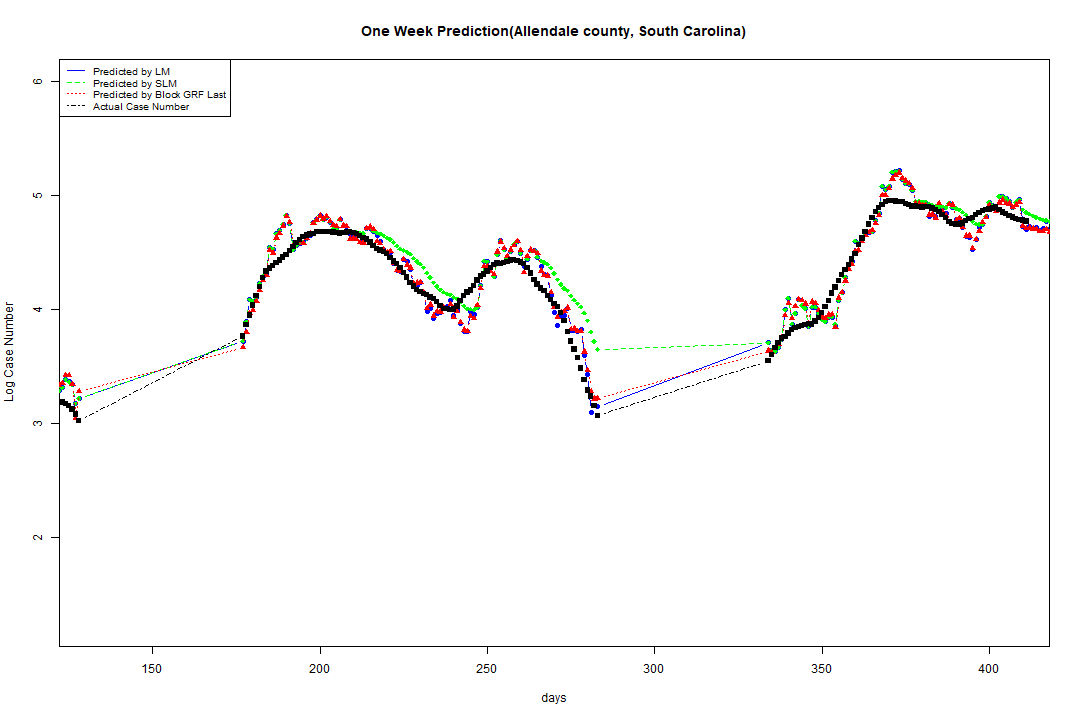 One Week Prediction(Allendale county, South Carolina)
Predicted by LM
Predicted by SLM
Predicted by Block GRF Last
Actual Case Number
6
5
4
3
2
Log Case Number
150 200 250 300 350 400
days